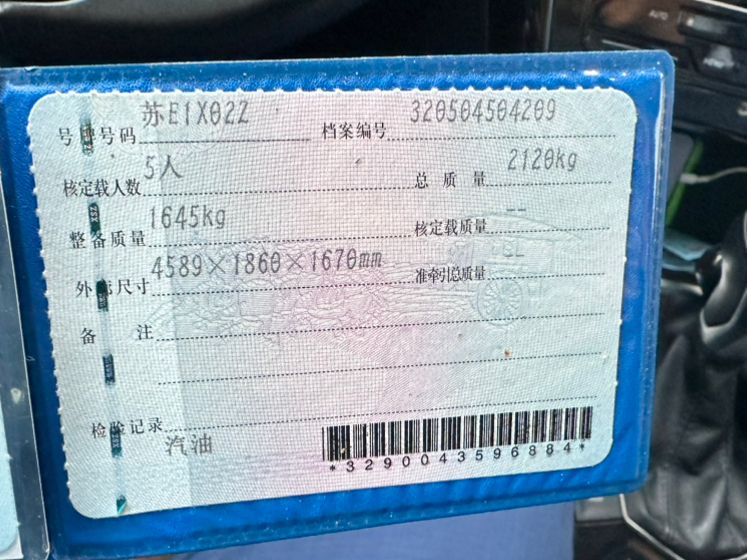 号牌号码 苏E1X02Z 档案编号 320504504209
核定载人数 5人 总质量 2120kg
整备质量 1645kg 核定载质量 --
外廓尺寸 4589×1860×1670mm 准牵引总质量 --
备注
检验记录
汽油
*3290043596884*
AUTO